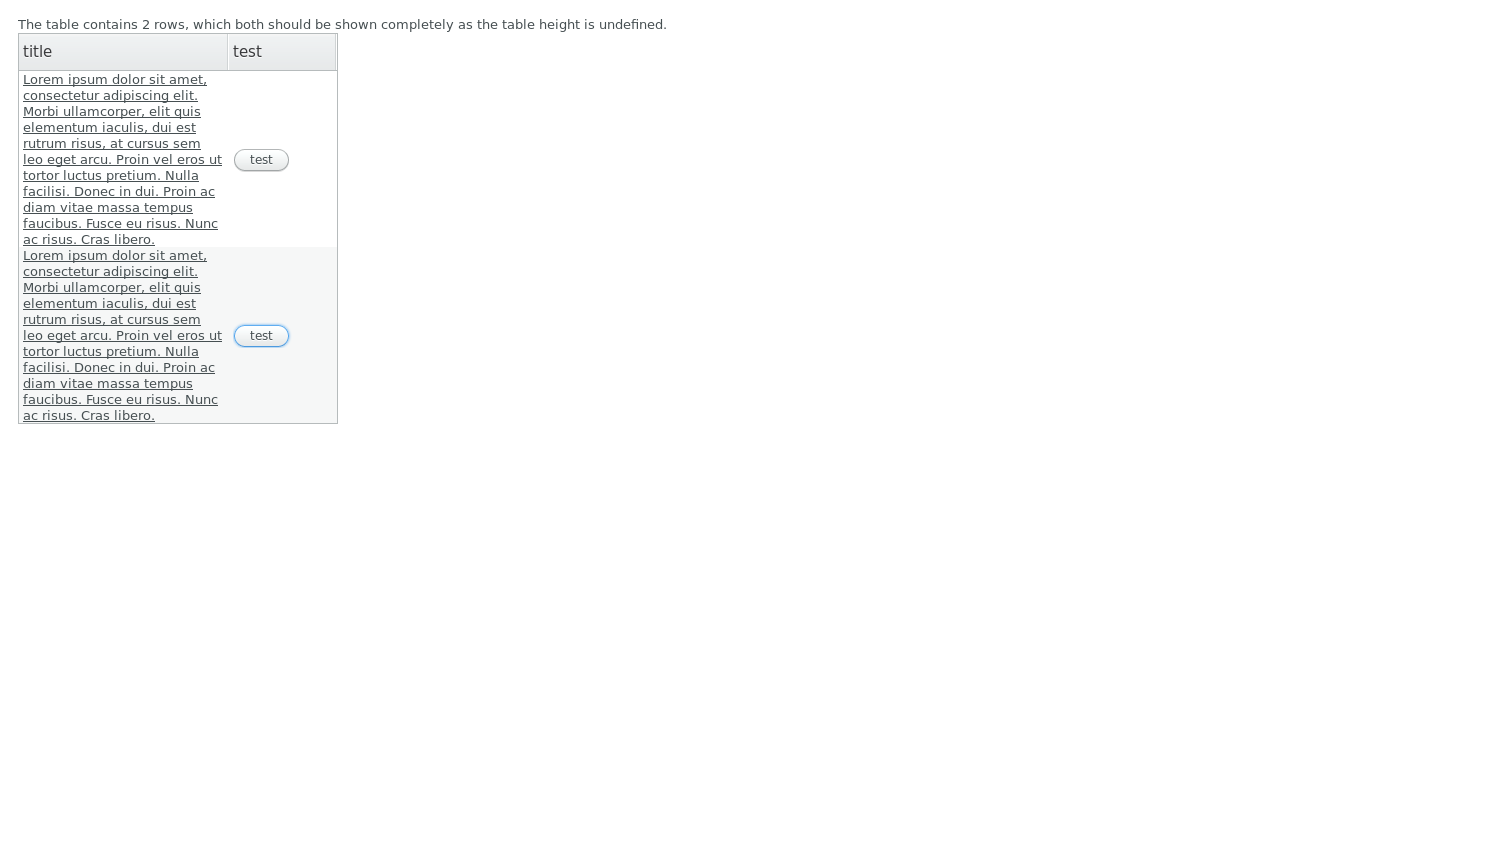 The table contains 2 rows, which both should be shown completely as the table height is undefined.
title test
Lorem ipsum dolor sit amet,
consectetur adipiscing elit.
Morbi ullamcorper, elit quis
elementum iaculis, dui est
rutrum risus, at cursus sem
leo eget arcu. Proin vel eros ut
test
tortor luctus pretium. Nulla
facilisi. Donec in dui. Proin ac
diam vitae massa tempus
faucibus. Fusce eu risus. Nunc
ac risus. Cras libero.
Lorem ipsum dolor sit amet,
consectetur adipiscing elit.
Morbi ullamcorper, elit quis
elementum iaculis, dui est
rutrum risus, at cursus sem
leo eget arcu. Proin vel eros ut
test
tortor luctus pretium. Nulla
facilisi. Donec in dui. Proin ac
diam vitae massa tempus
faucibus. Fusce eu risus. Nunc
ac risus. Cras libero.